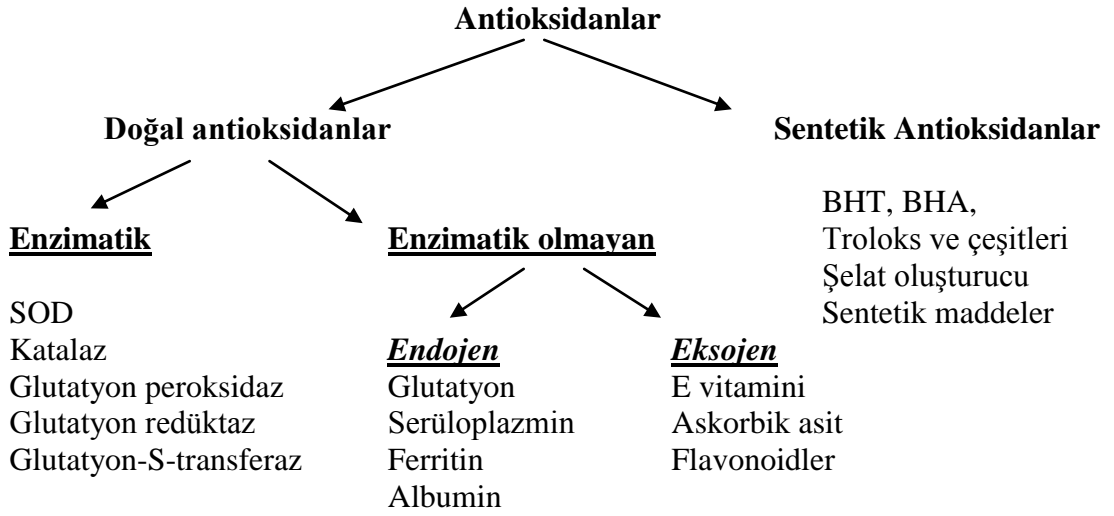 Antioksidanlar
Doğal antioksidanlar
Sentetik Antioksidanlar
BHT, BHA,
Troloks ve çeşitleri
Şelat oluşturucu
Sentetik maddeler
Enzimatik
SOD
Katalaz
Glutatyon peroksidaz
Glutatyon redüktaz
Glutatyon-S-transferaz
Enzimatik olmayan
Endojen
Glutatyon
Serüloplazmin
Ferritin
Albumin
Eksojen
E vitamini
Askorbik asit
Flavonoidler